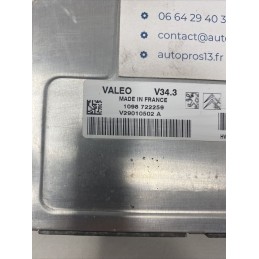 06 64 29 40 3
contact@auto
autopros13.fr
VALEO V34.3
MADE IN FRANCE
1096 722258
V29010502 A